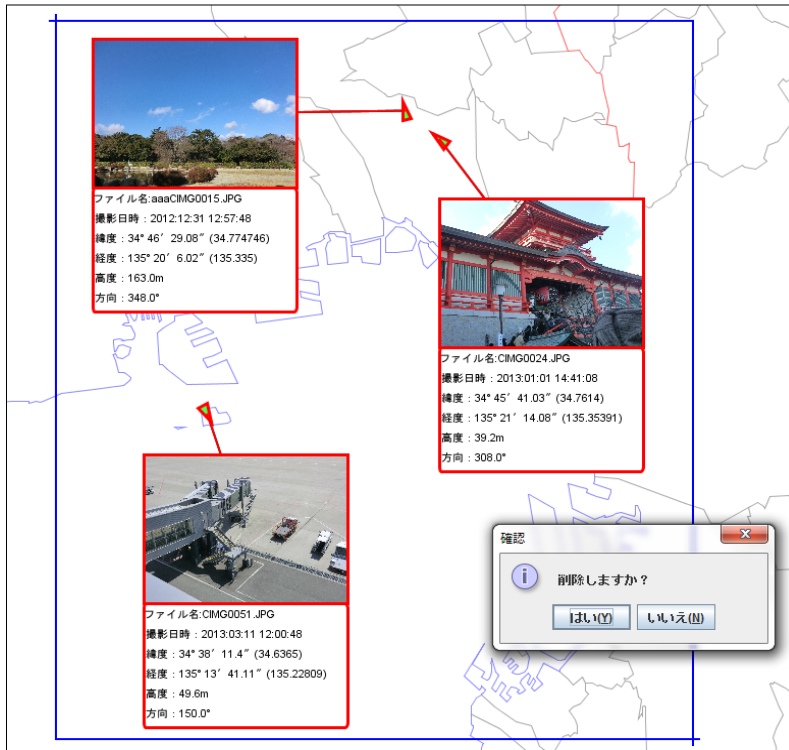 ファイル名:aaaCIMG0015.JPG
撮影日時：2012:12:31 12:57:48
緯度：34° 46′ 29.08″ (34.774746)
経度：135° 20′ 6.02″ (135.335)
高度：163.0m
方向：348.0°
ファイル名:CIMG0024.JPG
撮影日時：2013:01:01 14:41:08
緯度：34° 45′ 41.03″ (34.7614)
経度：135° 21′ 14.08″ (135.35391)
高度：39.2m
方向：308.0°
ファイル名:CIMG0051.JPG
撮影日時：2013:03:11 12:00:48
緯度：34° 38′ 11.4″ (34.6365)
経度：135° 13′ 41.11″ (135.22809)
高度：49.6m
方向：150.0°
確認
削除しますか？
はい(Y) いいえ(N)